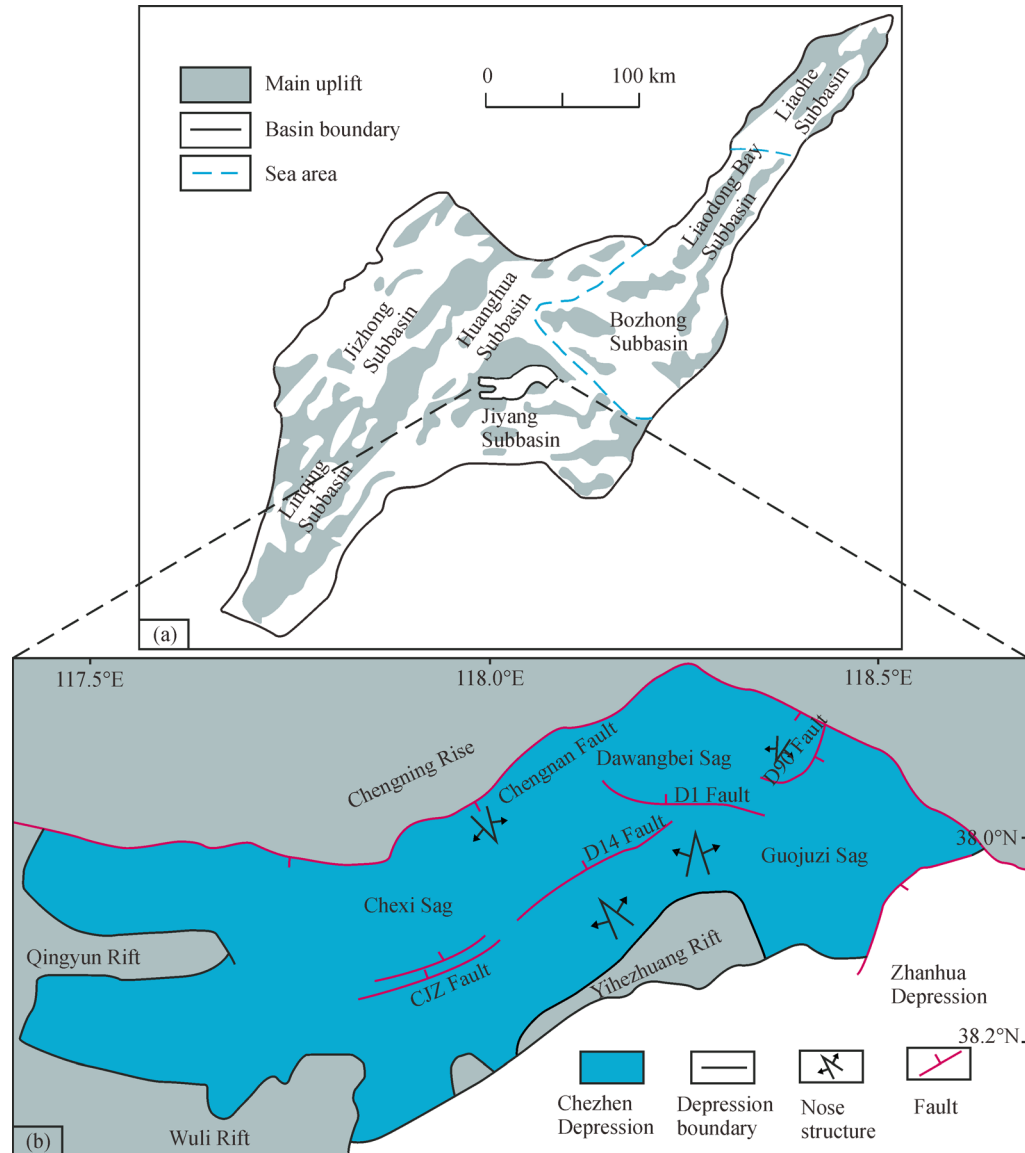 Main uplift
Basin boundary
Sea area
0
100 km
Liaohe
Subbasin
Liaodong Bay
Subbasin
Bozhong
Subbasin
Huanghua
Subbasin
Jizhong
Subbasin
Jiyang
Subbasin
Linqing
Subbasin
(a)
117.5°E
118.0°E
118.5°E
Chengning Rise
Chengnan Fault
Dawangbei Sag
D90 Fault
D1 Fault
D14 Fault
38.0°N
Guojuzi Sag
Chexi Sag
Qingyun Rift
CJZ Fault
Yihezhuang Rift
Zhanhua
Depression
38.2°N
Wuli Rift
Chezhen
Depression
Depression
boundary
Nose
structure
Fault
(b)